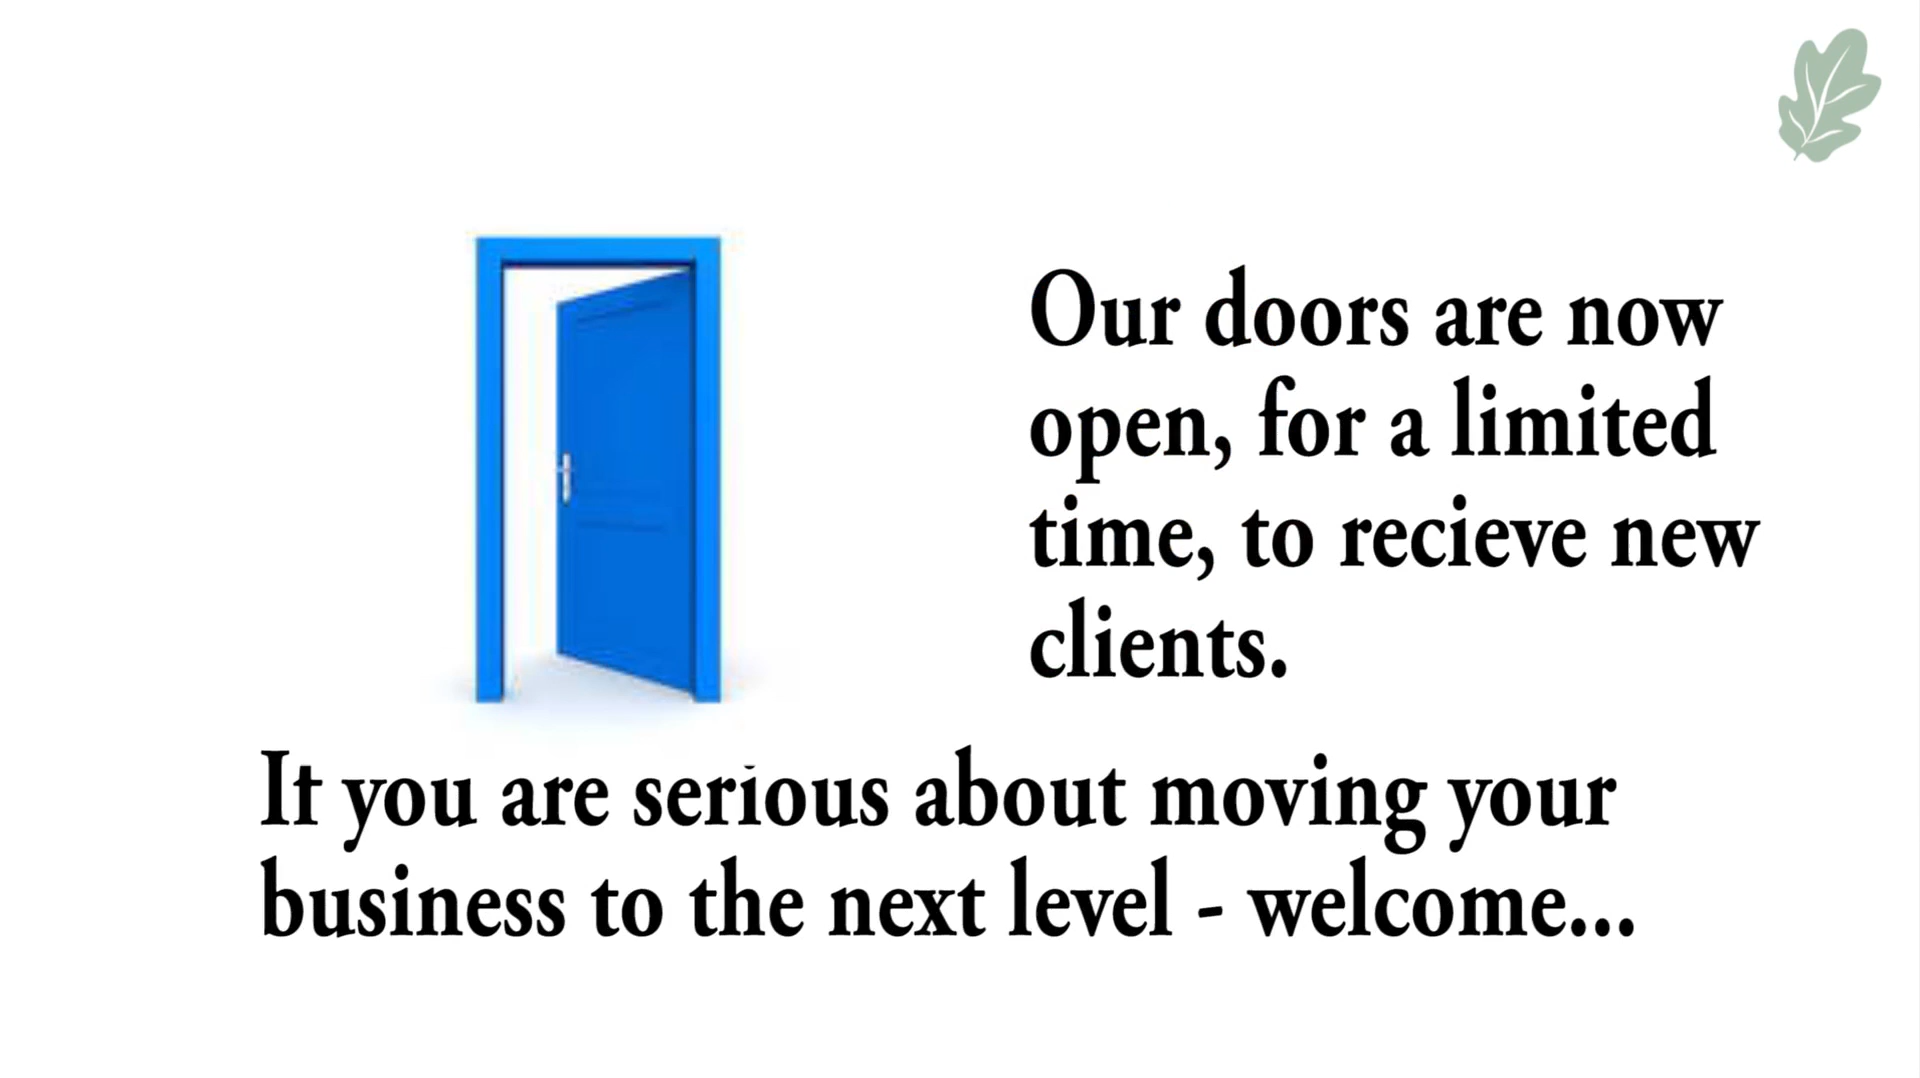 Our doors are now
open, for a limited
time, to recieve new
clients.
If you are serious about moving your
business to the next level - welcome...